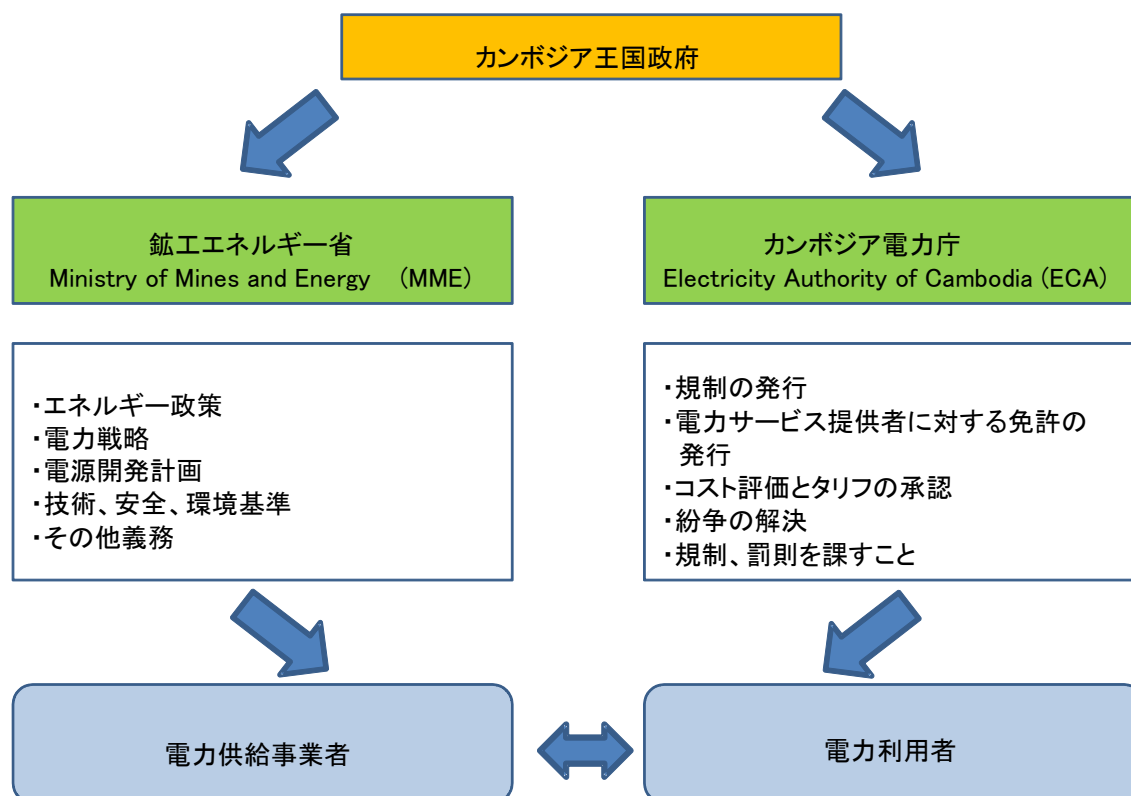 カンボジア王国政府
鉱工エネルギー省
Ministry of Mines and Energy （MME）
カンボジア電力庁
Electricity Authority of Cambodia (ECA)
・エネルギー政策
・電力戦略
・電源開発計画
・技術、安全、環境基準
・その他義務
・規制の発行
・電力サービス提供者に対する免許の
発行
・コスト評価とタリフの承認
・紛争の解決
・規制、罰則を課すこと
電力供給事業者
電力利用者